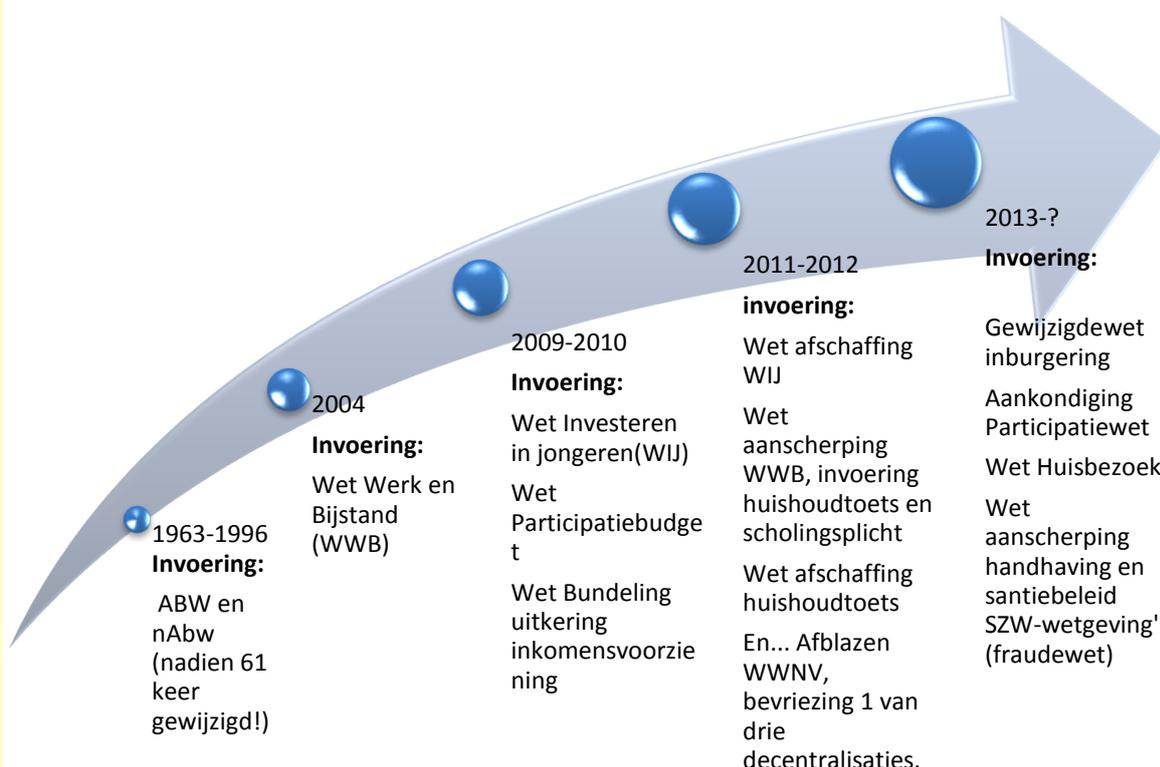 1963-1996
Invoering:
ABW en
nAbw
(nadien 61
keer
gewijzigd!)
2004
Invoering:
Wet Werk en
Bijstand
(WWB)
2009-2010
Invoering:
Wet Investeren
in jongeren(WIJ)
Wet
Participatiebudge
t
Wet Bundeling
uitkering
inkomensvoorzie
ning
2011-2012
invoering:
Wet afschaffing
WIJ
Wet
aanscherping
WWB, invoering
huishoudtoets en
scholingsplicht
Wet afschaffing
huishoudtoets
En... Afblazen
WWNV,
bevriezing 1 van
drie
decentralisaties.
2013-?
Invoering:
Gewijzigdewet
inburgering
Aankondiging
Participatiewet
Wet Huisbezoek
Wet
aanscherping
handhaving en
santiebeleid
SZW-wetgeving'
(fraudewet)